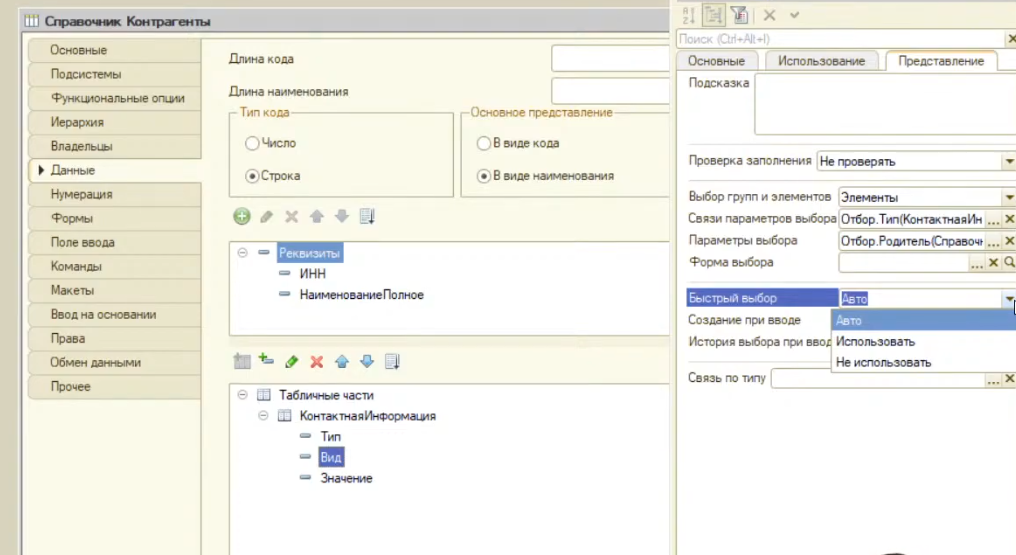 Справочник Контрагенты
Основные
Подсистемы
Функциональные опции
Иерархия
Владельцы
Данные
Нумерация
Формы
Поле ввода
Команды
Макеты
Ввод на основании
Права
Обмен данными
Прочее
Длина кода
Длина наименования
Тип кода
Число
Строка
Основное представление
В виде кода
В виде наименования
Реквизиты
ИНН
НаименованиеПолное
Табличные части
КонтактнаяИнформация
Тип
Вид
Значение
Поиск (Ctrl+Alt+I)
Основные
Использование
Представление
Подсказка
Проверка заполнения Не проверять
Выбор групп и элементов Элементы
Связи параметров выбора Отбор.Тип(КонтактнаяИн ...
Параметры выбора Отбор.Родитель(Справочн ...
Форма выбора ...
Быстрый выбор Авто
Авто
Создание при вводе
Использовать
История выбора при ввод
Не использовать
Связь по типу ...